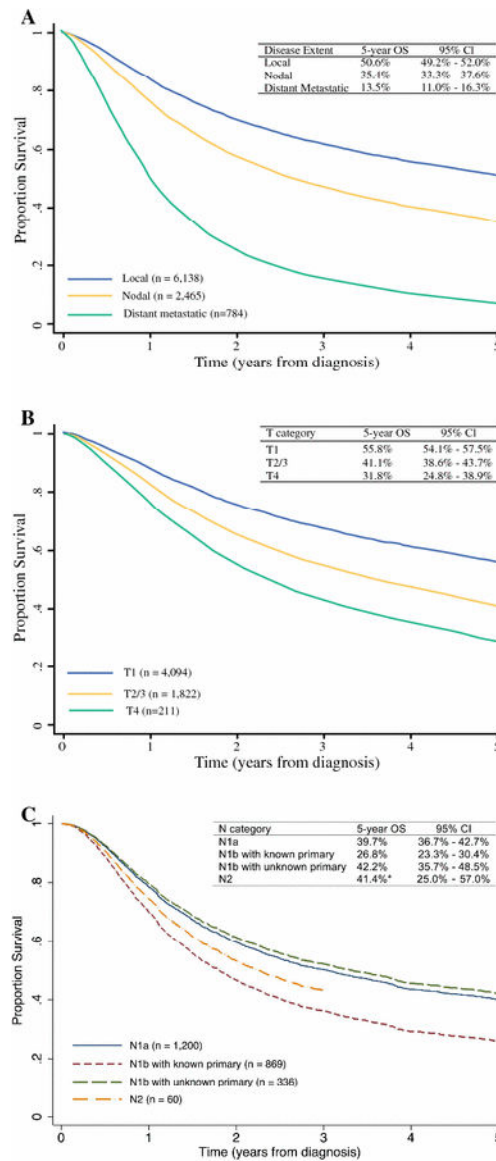 A
Proportion Survival
1
.8
.6
.4
.2
0
Disease Extent 5-year OS 95% CI
Local 50.6% 49.2% - 52.0%
Nodal 35.4% 33.3% - 37.6%
Distant Metastatic 13.5% 11.0% - 16.3%
Local (n = 6,138)
Nodal (n = 2,465)
Distant metastatic (n=784)
0 1 2 3 4 5
Time (years from diagnosis)
B
Proportion Survival
1
.8
.6
.4
.2
0
T category 5-year OS 95% CI
T1 55.8% 54.1% - 57.5%
T2/3 41.1% 38.6% - 43.7%
T4 31.8% 24.8% - 38.9%
T1 (n = 4,094)
T2/3 (n = 1,822)
T4 (n=211)
0 1 2 3 4 5
Time (years from diagnosis)
C
Proportion Survival
1
.8
.6
.4
.2
0
N category 5-year OS 95% CI
N1a 39.7% 36.7% - 42.7%
N1b with known primary 26.8% 23.3% - 30.4%
N1b with unknown primary 42.2% 35.7% - 48.5%
N2 41.4%* 25.0% - 57.0%
N1a (n = 1,200)
N1b with known primary (n = 869)
N1b with unknown primary (n = 336)
N2 (n = 60)
0 1 2 3 4 5
Time (years from diagnosis)